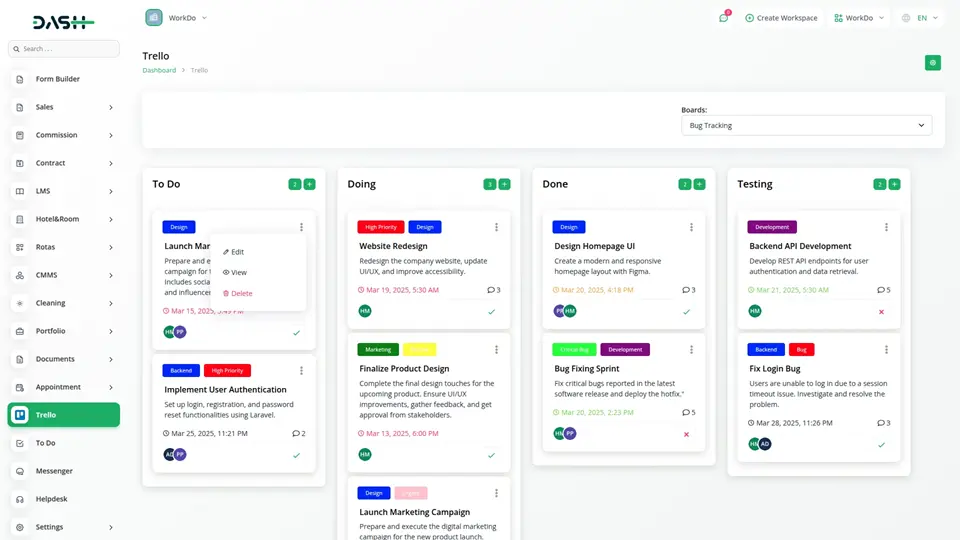 DASH
WorkDo
Create Workspace
WorkDo
EN
Search . . .
Form Builder
Sales
Commission
Contract
LMS
Hotel&Room
Rotas
CMMS
Cleaning
Portfolio
Documents
Appointment
Trello
To Do
Messenger
Helpdesk
Settings
Trello
Dashboard > Trello
Boards:
Bug Tracking
To Do
2 +
Design
Launch Mar
Prepare and e
campaign for t
includes socia
and influencer
Edit
View
Delete
Mar 15, 2025, 3:49 PM
HM PP
Backend High Priority
Implement User Authentication
Set up login, registration, and password
reset functionalities using Laravel.
Mar 25, 2025, 11:21 PM 2
AD PP
Doing
3 +
High Priority Design
Website Redesign
Redesign the company website, update
UI/UX, and improve accessibility.
Mar 19, 2025, 5:30 AM 3
HM
Marketing
Finalize Product Design
Complete the final design touches for the
upcoming product. Ensure UI/UX
improvements, gather feedback, and get
approval from stakeholders.
Mar 13, 2025, 6:00 PM
HM
Design Urgent
Launch Marketing Campaign
Prepare and execute the digital marketing
campaign for the new product launch.
Done
2 +
Design
Design Homepage UI
Create a modern and responsive
homepage layout with Figma.
Mar 20, 2025, 4:18 PM 3
PP HM
Critical Bug Development
Bug Fixing Sprint
Fix critical bugs reported in the latest
software release and deploy the hotfix."
Mar 20, 2025, 2:23 PM 5
HM PP
Testing
2 +
Development
Backend API Development
Develop REST API endpoints for user
authentication and data retrieval.
Mar 21, 2025, 5:30 AM 5
HM
Backend Bug
Fix Login Bug
Users are unable to log in due to a session
timeout issue. Investigate and resolve the
problem.
Mar 28, 2025, 11:26 PM 3
HM AD